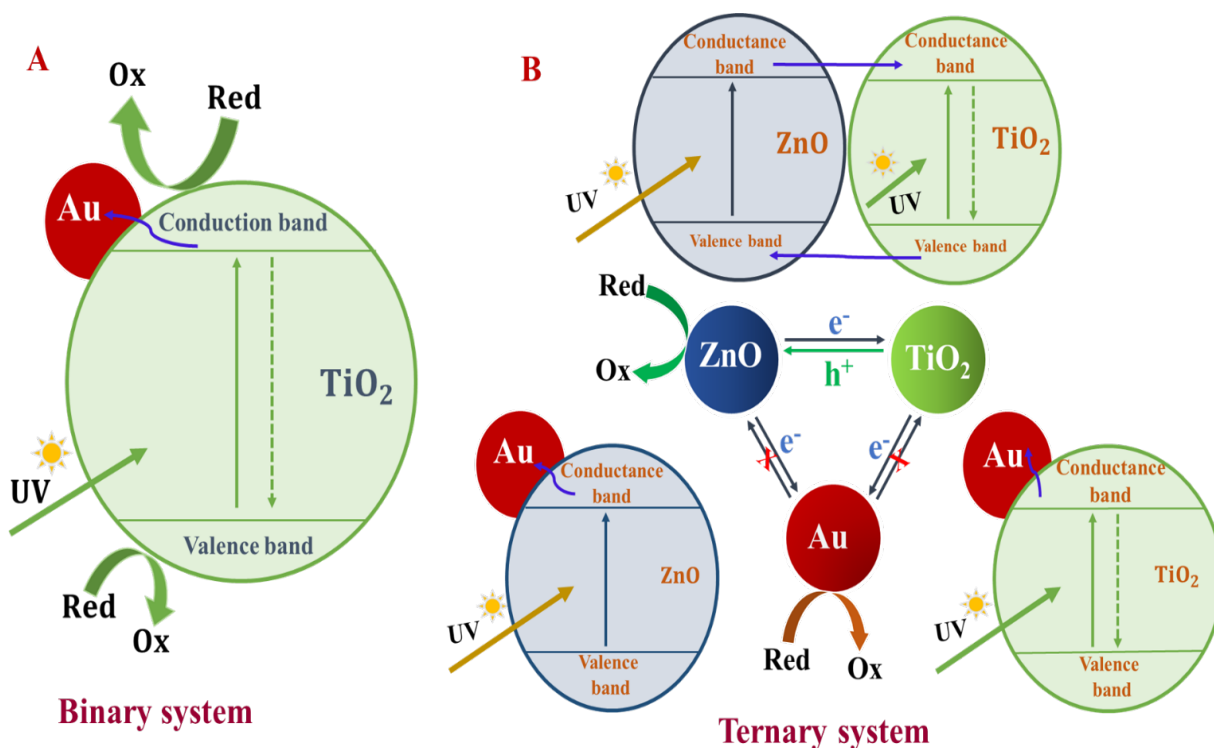 A
Ox
Red
Au
Conduction band
TiO₂
UV
Valence band
Red
Ox
Binary system
B
Conductance
band
ZnO
UV
Valence band
Conductance
band
TiO₂
UV
Valence
band
Red
Ox
ZnO
e⁻
h⁺
TiO₂
e⁻
e⁻
x
x
Au
Red
Ox
Au
Conductance
band
ZnO
UV
Valence
band
Au
Conductance
band
TiO₂
UV
Valence
band
Ternary system